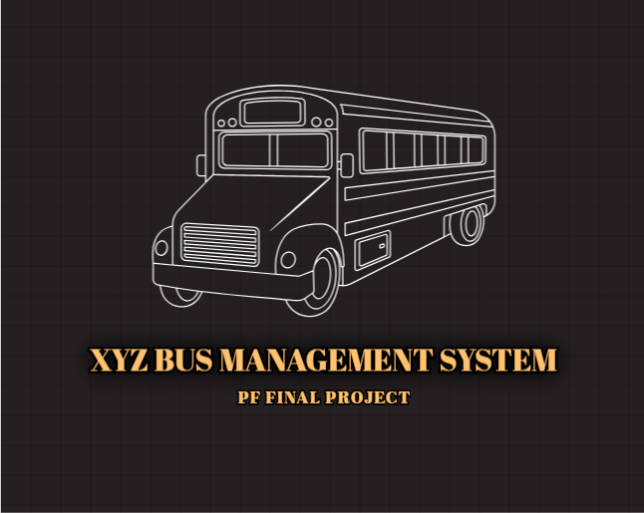 XYZ BUS MANAGEMENT SYSTEM
PF FINAL PROJECT